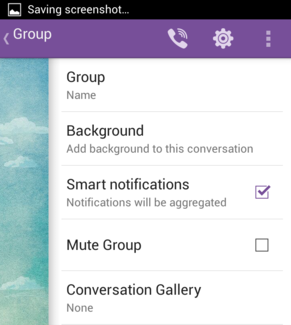 Saving screenshot...
Group
Group
Name
Background
Add background to this conversation
Smart notifications
Notifications will be aggregated
Mute Group
Conversation Gallery
None